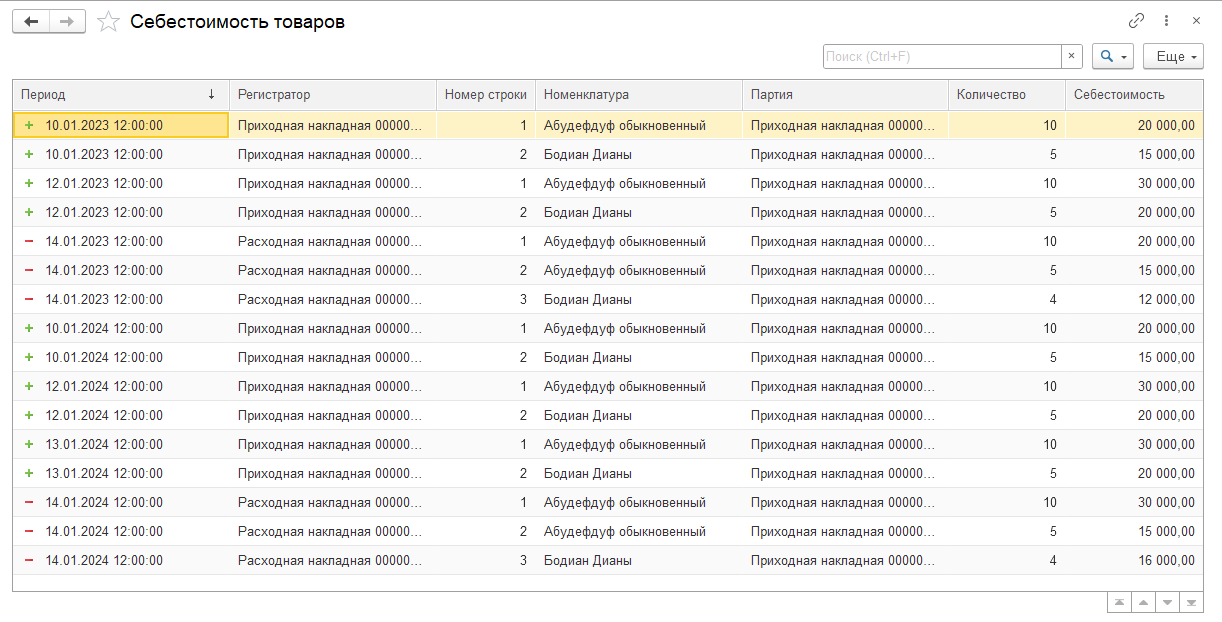 Себестоимость товаров
Поиск (Ctrl+F) × Еще
Период ↓ Регистратор Номер строки Номенклатура Партия Количество Себестоимость
+ 10.01.2023 12:00:00 Приходная накладная 00000... 1 Абудефдуф обыкновенный Приходная накладная 00000... 10 20 000,00
+ 10.01.2023 12:00:00 Приходная накладная 00000... 2 Бодиан Дианы Приходная накладная 00000... 5 15 000,00
+ 12.01.2023 12:00:00 Приходная накладная 00000... 1 Абудефдуф обыкновенный Приходная накладная 00000... 10 30 000,00
+ 12.01.2023 12:00:00 Приходная накладная 00000... 2 Бодиан Дианы Приходная накладная 00000... 5 20 000,00
– 14.01.2023 12:00:00 Расходная накладная 00000... 1 Абудефдуф обыкновенный Приходная накладная 00000... 10 20 000,00
– 14.01.2023 12:00:00 Расходная накладная 00000... 2 Абудефдуф обыкновенный Приходная накладная 00000... 5 15 000,00
– 14.01.2023 12:00:00 Расходная накладная 00000... 3 Бодиан Дианы Приходная накладная 00000... 4 12 000,00
+ 10.01.2024 12:00:00 Приходная накладная 00000... 1 Абудефдуф обыкновенный Приходная накладная 00000... 10 20 000,00
+ 10.01.2024 12:00:00 Приходная накладная 00000... 2 Бодиан Дианы Приходная накладная 00000... 5 15 000,00
+ 12.01.2024 12:00:00 Приходная накладная 00000... 1 Абудефдуф обыкновенный Приходная накладная 00000... 10 30 000,00
+ 12.01.2024 12:00:00 Приходная накладная 00000... 2 Бодиан Дианы Приходная накладная 00000... 5 20 000,00
+ 13.01.2024 12:00:00 Приходная накладная 00000... 1 Абудефдуф обыкновенный Приходная накладная 00000... 10 30 000,00
+ 13.01.2024 12:00:00 Приходная накладная 00000... 2 Бодиан Дианы Приходная накладная 00000... 5 20 000,00
– 14.01.2024 12:00:00 Расходная накладная 00000... 1 Абудефдуф обыкновенный Приходная накладная 00000... 10 30 000,00
– 14.01.2024 12:00:00 Расходная накладная 00000... 2 Абудефдуф обыкновенный Приходная накладная 00000... 5 15 000,00
– 14.01.2024 12:00:00 Расходная накладная 00000... 3 Бодиан Дианы Приходная накладная 00000... 4 16 000,00